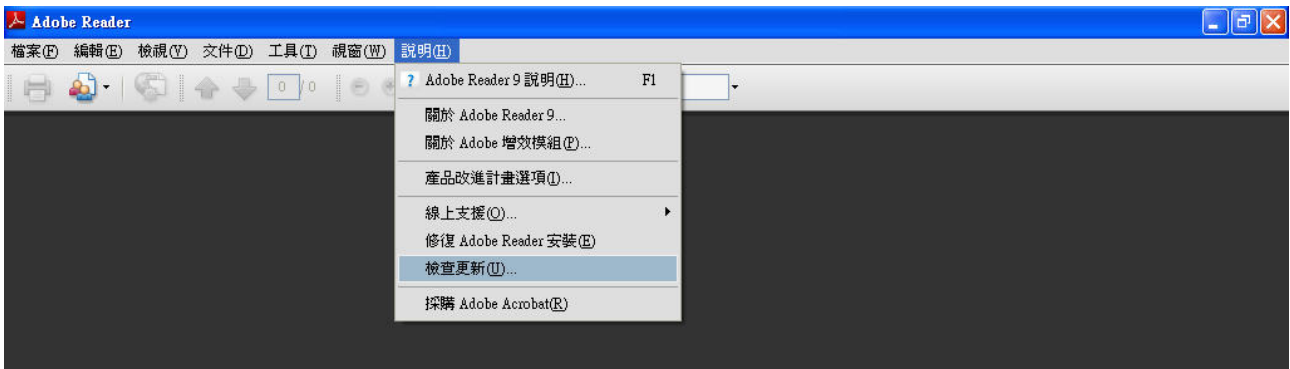 Adobe Reader
檔案(F) 編輯(E) 檢視(V) 文件(D) 工具(T) 視窗(W) 說明(H)
0 / 0
? Adobe Reader 9 說明(H)... F1
關於 Adobe Reader 9...
關於 Adobe 增效模組(P)...
產品改進計畫選項(I)...
線上支援(O)...
修復 Adobe Reader 安裝(E)
檢查更新(U)...
採購 Adobe Acrobat(R)